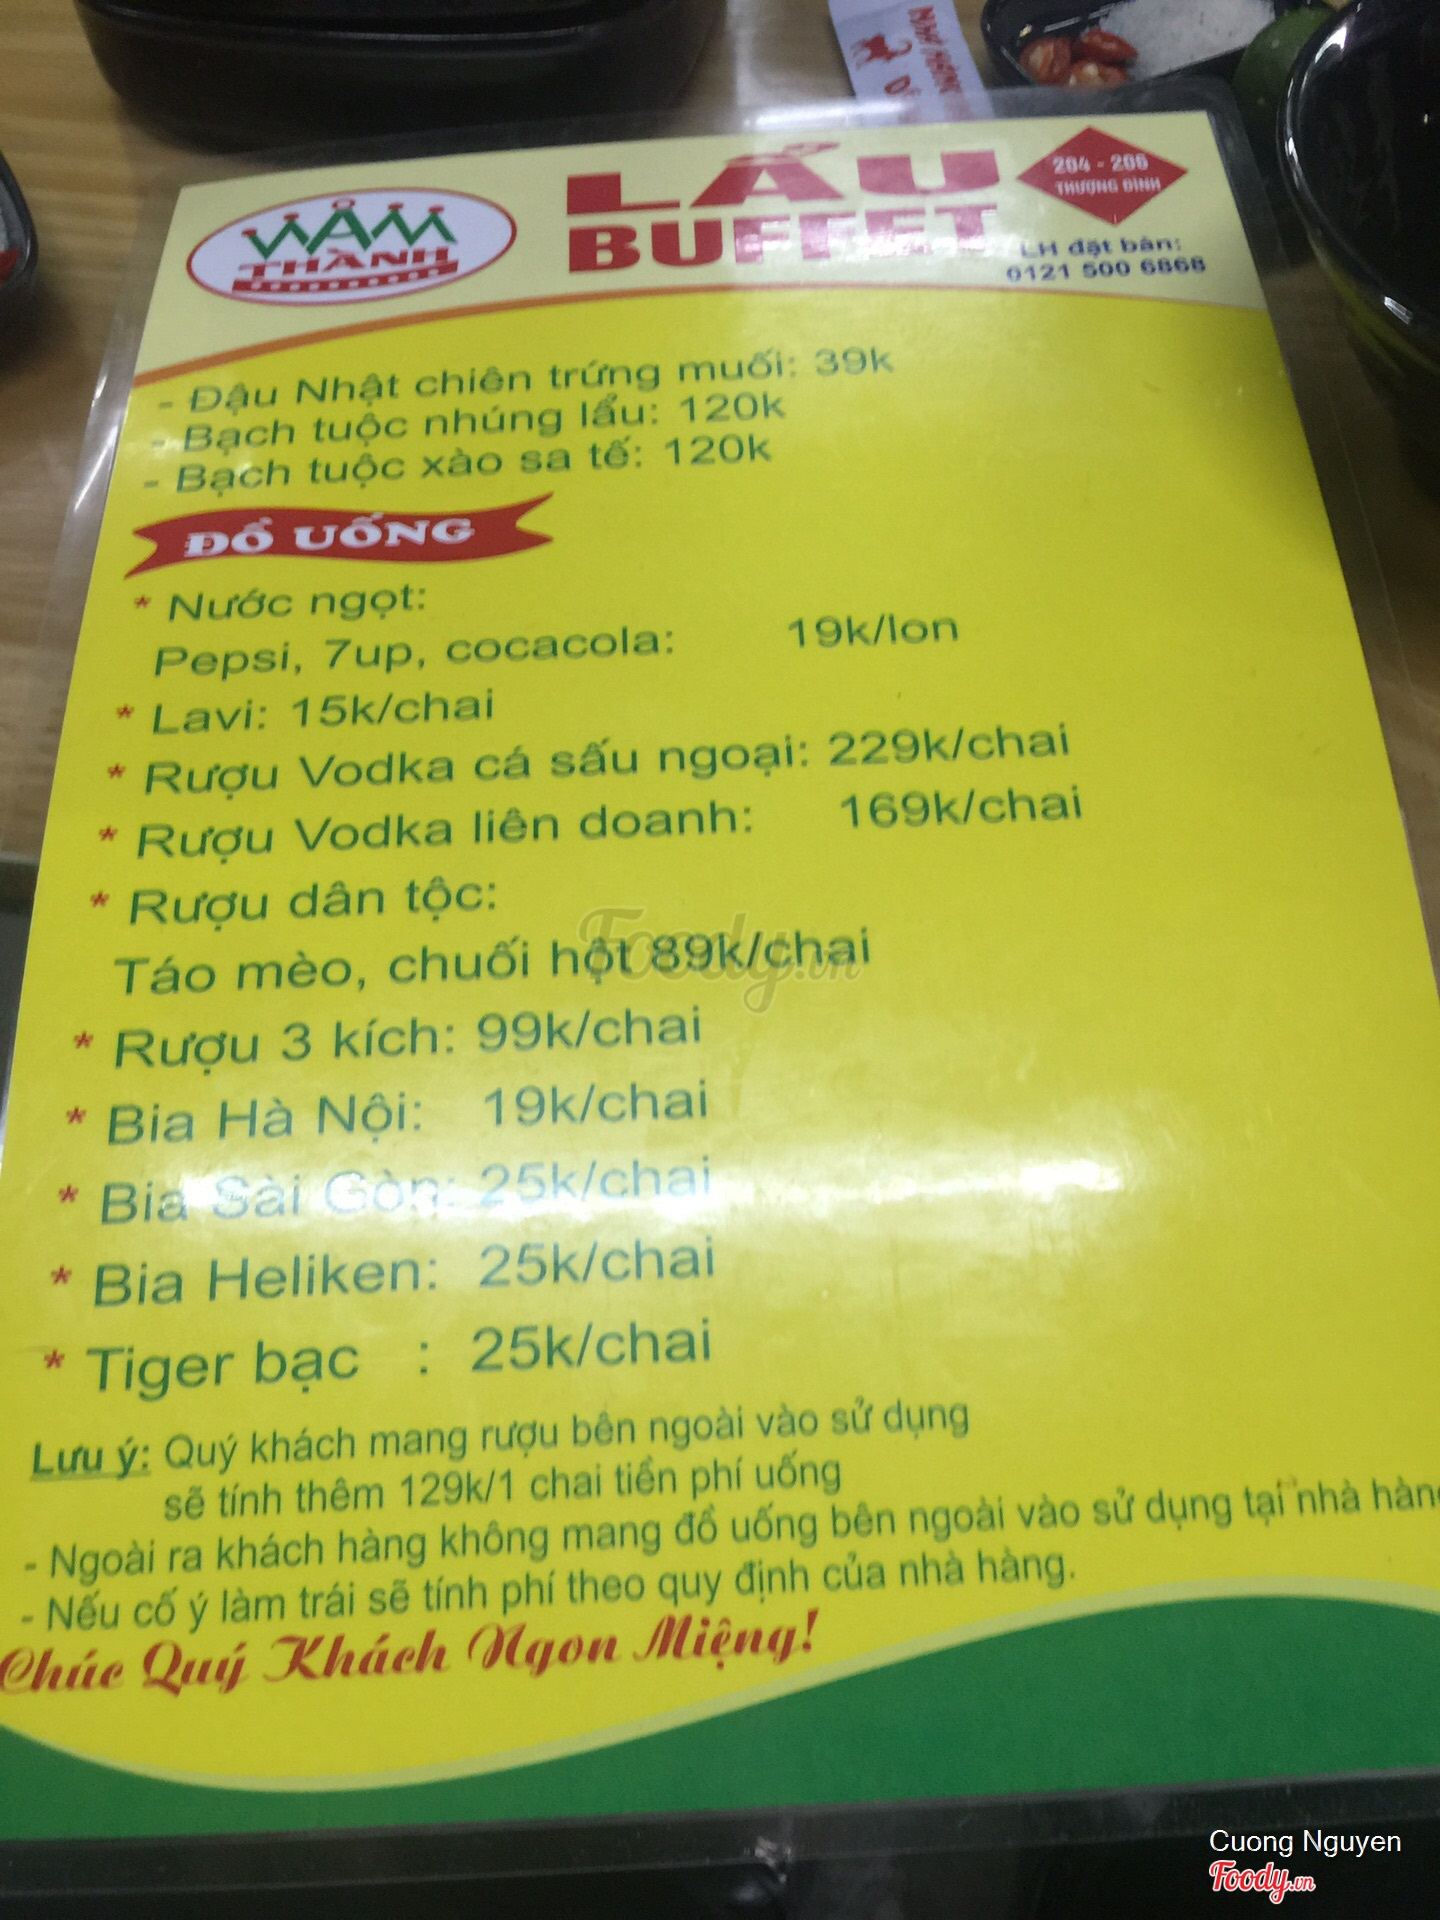 NẤM
THÀNH
LẨU
BUFFET
204 - 206
THƯỢNG ĐÌNH
LH đặt bàn:
0121 500 6868
- Đậu Nhật chiên trứng muối: 39k
- Bạch tuộc nhúng lẩu: 120k
- Bạch tuộc xào sa tế: 120k
ĐỒ UỐNG
* Nước ngọt:
Pepsi, 7up, cocacola: 19k/lon
* Lavi: 15k/chai
* Rượu Vodka cá sấu ngoại: 229k/chai
* Rượu Vodka liên doanh: 169k/chai
* Rượu dân tộc:
Táo mèo, chuối hột 89k/chai
* Rượu 3 kích: 99k/chai
* Bia Hà Nội: 19k/chai
* Bia Sài Gòn: 25k/chai
* Bia Heliken: 25k/chai
* Tiger bạc : 25k/chai
Lưu ý: Quý khách mang rượu bên ngoài vào sử dụng
sẽ tính thêm 129k/1 chai tiền phí uống
- Ngoài ra khách hàng không mang đồ uống bên ngoài vào sử dụng tại nhà hàng
- Nếu cố ý làm trái sẽ tính phí theo quy định của nhà hàng.
Chúc Quý Khách Ngon Miệng!
Foody.vn
Cuong Nguyen
Foody.vn